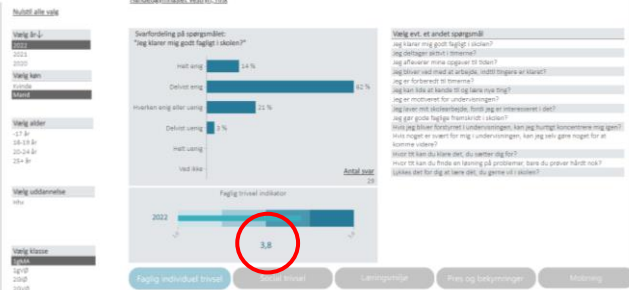 Nulstil alle valg
Vælg år
2022
2021
2020
Vælg køn
Kvinde
Mand
Vælg alder
-17 år
18-19 år
20-24 år
25+ år
Vælg uddannelse
Hhx
Vælg klasse
1gMA
1gVØ
2gIØ
2gVØ
Svarfordeling på spørgsmålet:
"Jeg klarer mig godt fagligt i skolen?"
Helt enig
14 %
Delvist enig
62 %
Hverken enig eller uenig
21 %
Delvist uenig
3 %
Helt uenig
Ved ikke
Antal svar
29
Faglig trivsel indikator
2022
3,8
Vælg evt. et andet spørgsmål
Jeg klarer mig godt fagligt i skolen?
Jeg deltager aktivt i timerne?
Jeg afleverer mine opgaver til tiden?
Jeg bliver ved med at arbejde, indtil tingene er klaret?
Jeg er forberedt til timerne?
Jeg kan lide at kende til og lære nye ting?
Jeg er motiveret for undervisningen?
Jeg laver mit skolearbejde, fordi jeg er interesseret i det?
Jeg gør gode faglige fremskridt i skolen?
Hvis jeg bliver forstyrret i undervisningen, kan jeg hurtigt koncentrere mig igen?
Hvis noget er svært for mig i undervisningen, kan jeg selv gøre noget for at
komme videre?
Hvor tit kan du klare det, du sætter dig for?
Hvor tit kan du finde en løsning på problemer, bare du prøver hårdt nok?
Lykkes det for dig at lære det, du gerne vil i skolen?
Faglig individuel trivsel
Social trivsel
Læringsmiljø
Pres og bekymringer
Mobning